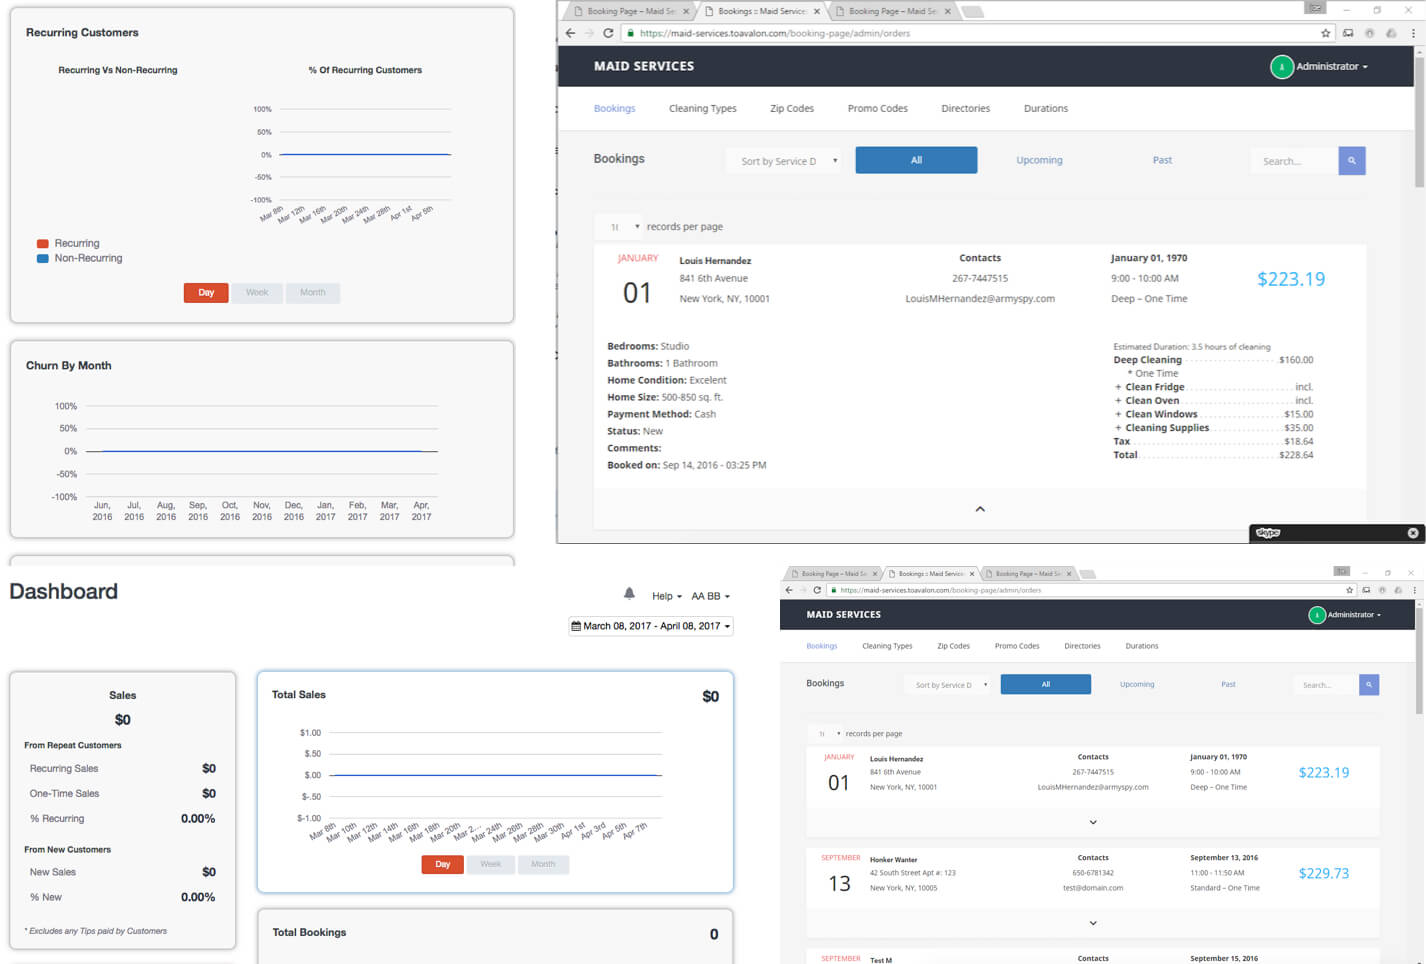 Recurring Customers
Recurring Vs Non-Recurring
% Of Recurring Customers
100%
50%
0%
-50%
-100%
Mar 8th Mar 12th Mar 16th Mar 20th Mar 24th Mar 28th Apr 1st Apr 5th
Recurring
Non-Recurring
Day Week Month
Churn By Month
100%
50%
0%
-50%
-100%
Jun, 2016 Jul, 2016 Aug, 2016 Sep, 2016 Oct, 2016 Nov, 2016 Dec, 2016 Jan, 2017 Feb, 2017 Mar, 2017 Apr, 2017
Booking Page – Maid Se Bookings :: Maid Service Booking Page – Maid Se
https://maid-services.toavalon.com/booking-page/admin/orders
MAID SERVICES Administrator
Bookings Cleaning Types Zip Codes Promo Codes Directories Durations
Bookings Sort by Service D All Upcoming Past Search...
records per page
JANUARY Louis Hernandez Contacts January 01, 1970
01 841 6th Avenue 267-7447515 9:00 - 10:00 AM $223.19
New York, NY, 10001 LouisMHernandez@armyspy.com Deep – One Time
Bedrooms: Studio
Bathrooms: 1 Bathroom
Home Condition: Excelent
Home Size: 500-850 sq. ft.
Payment Method: Cash
Status: New
Comments:
Booked on: Sep 14, 2016 - 03:25 PM
Estimated Duration: 3.5 hours of cleaning
Deep Cleaning $160.00
* One Time
+ Clean Fridge incl.
+ Clean Oven incl.
+ Clean Windows $15.00
+ Cleaning Supplies $35.00
Tax $18.64
Total $228.64
skype
Dashboard
Help AA BB
March 08, 2017 - April 08, 2017
Sales
$0
From Repeat Customers
Recurring Sales $0
One-Time Sales $0
% Recurring 0.00%
From New Customers
New Sales $0
% New 0.00%
* Excludes any Tips paid by Customers
Total Sales $0
$1.00
$.50
$.00
$-.50
$-1.00
Mar 8th Mar 10th Mar 12th Mar 14th Mar 16th Mar 18th Mar 20th Mar 2... Mar 24th Mar 26th Mar 28th Mar 30th Apr 1st Apr 3rd Apr 5th Apr 7th
Day Week Month
Total Bookings 0
Booking Page – Maid Se Bookings :: Maid Service Booking Page – Maid Se
https://maid-services.toavalon.com/booking-page/admin/orders
MAID SERVICES Administrator
Bookings Cleaning Types Zip Codes Promo Codes Directories Durations
Bookings Sort by Service D All Upcoming Past Search...
records per page
JANUARY Louis Hernandez Contacts January 01, 1970
01 841 6th Avenue 267-7447515 9:00 - 10:00 AM $223.19
New York, NY, 10001 LouisMHernandez@armyspy.com Deep – One Time
SEPTEMBER Honker Wanter Contacts September 13, 2016
13 42 South Street Apt #: 123 650-6781342 11:00 - 11:50 AM $229.73
New York, NY, 10005 test@domain.com Standard – One Time
SEPTEMBER Test M Contacts September 15, 2016